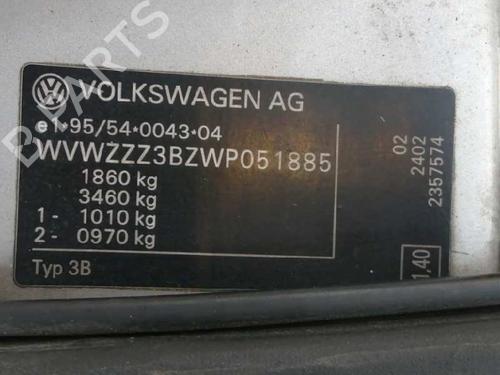 VOLKSWAGEN AG
e1*95/54*0043*04
WVWZZZ3BZWP051885
1860 kg
3460 kg
1 - 1010 kg
2 - 0970 kg
Typ 3B
02
2402
2357574
1,40
PARTS